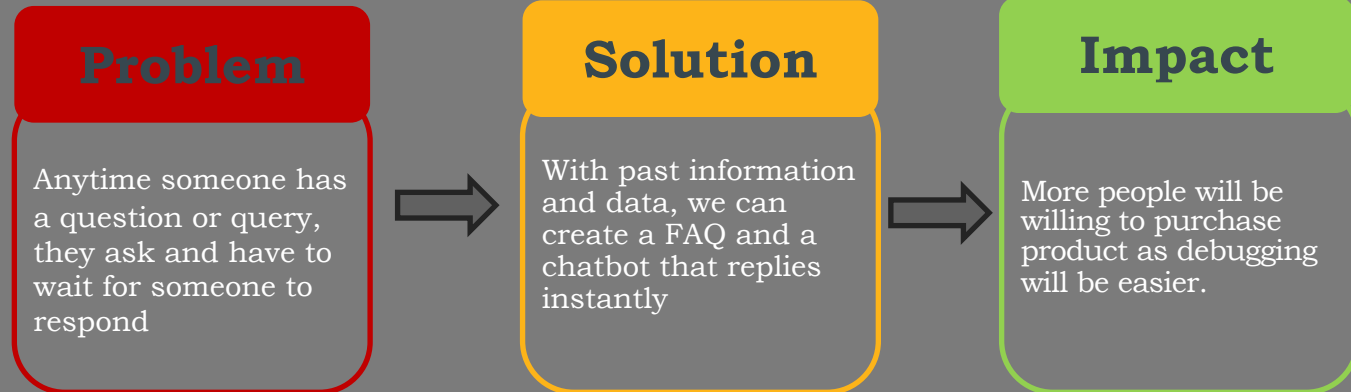 Problem
Anytime someone has
a question or query,
they ask and have to
wait for someone to
respond
Solution
With past information
and data, we can
create a FAQ and a
chatbot that replies
instantly
Impact
More people will be
willing to purchase
product as debugging
will be easier.